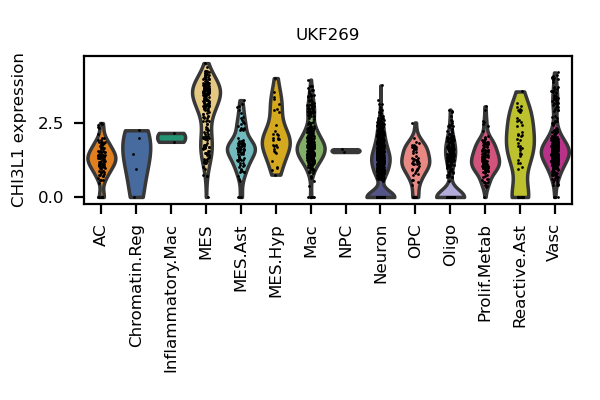 UKF269
CHI3L1 expression
2.5
0.0
AC
Chromatin.Reg
Inflammatory.Mac
MES
MES.Ast
MES.Hyp
Mac
NPC
Neuron
OPC
Oligo
Prolif.Metab
Reactive.Ast
Vasc